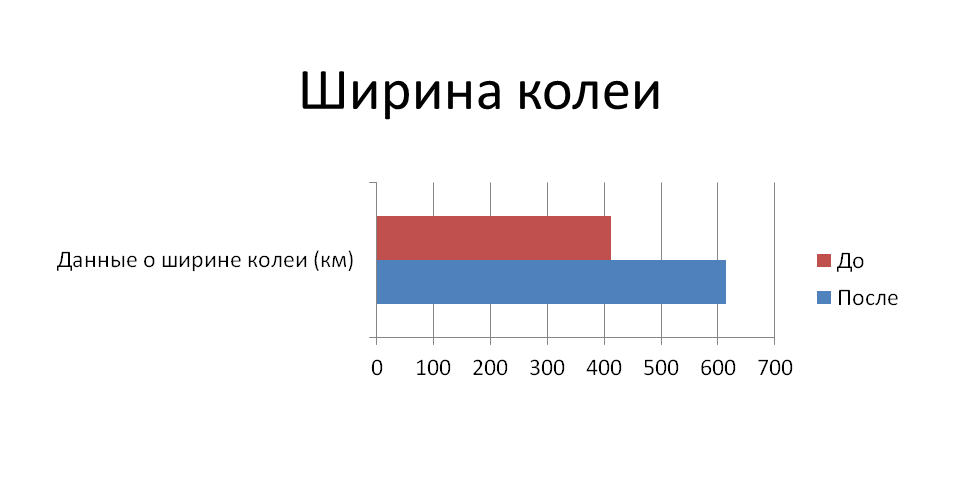 Ширина колеи
Данные о ширине колеи (км)
До
После
0 100 200 300 400 500 600 700